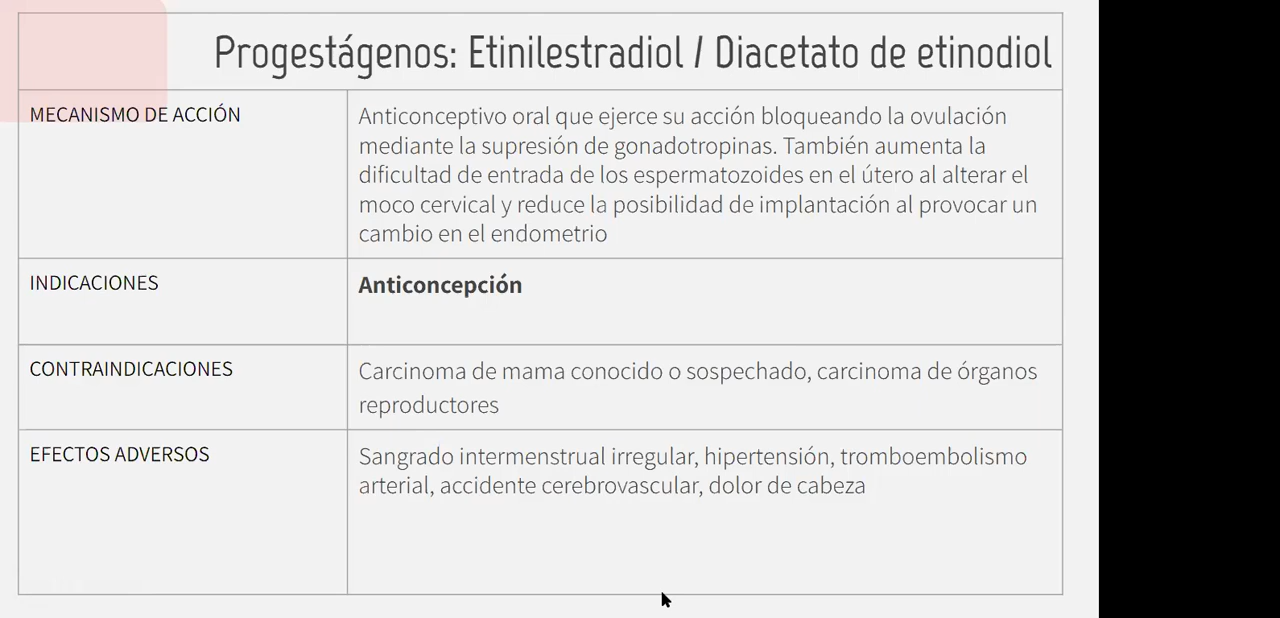 Progestágenos: Etinilestradiol / Diacetato de etinodiol
MECANISMO DE ACCIÓN
Anticonceptivo oral que ejerce su acción bloqueando la ovulación
mediante la supresión de gonadotropinas. También aumenta la
dificultad de entrada de los espermatozoides en el útero al alterar el
moco cervical y reduce la posibilidad de implantación al provocar un
cambio en el endometrio
INDICACIONES
Anticoncepción
CONTRAINDICACIONES
Carcinoma de mama conocido o sospechado, carcinoma de órganos
reproductores
EFECTOS ADVERSOS
Sangrado intermenstrual irregular, hipertensión, tromboembolismo
arterial, accidente cerebrovascular, dolor de cabeza